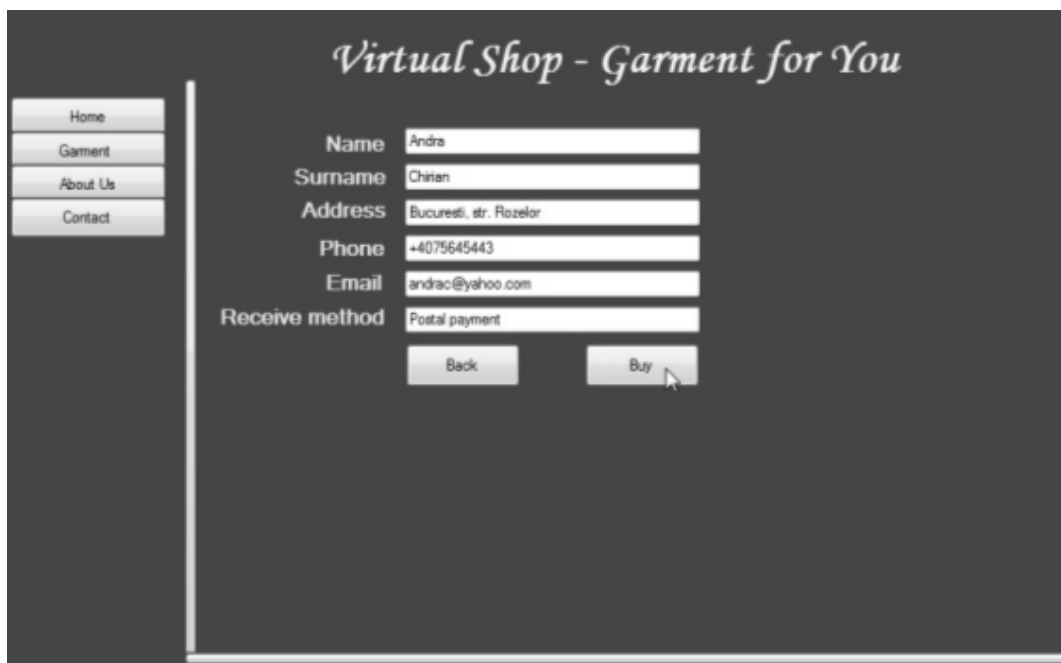 Virtual Shop - Garment for You
Home
Garment
About Us
Contact
Name Andra
Surname Chirian
Address Bucuresti, str. Rozelor
Phone +4075645443
Email andrac@yahoo.com
Receive method Postal payment
Back Buy